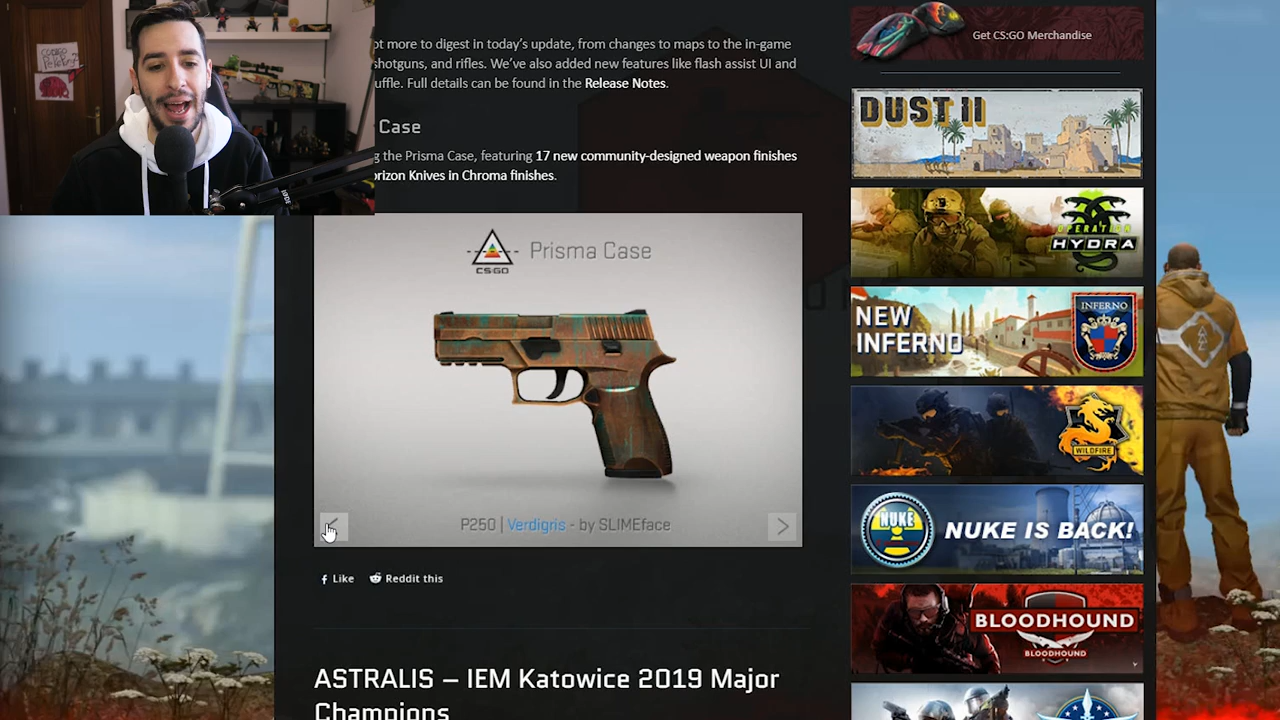 ot more to digest in today's update, from changes to maps to the in-game
shotguns, and rifles. We've also added new features like flash assist UI and
uffle. Full details can be found in the Release Notes.
Case
g the Prisma Case, featuring 17 new community-designed weapon finishes
rizon Knives in Chroma finishes.
CS:GO
Prisma Case
P250 | Verdigris - by SLIMEface
Like
Reddit this
ASTRALIS – IEM Katowice 2019 Major
Champions
Get CS:GO Merchandise
DUST II
OPERATION
HYDRA
NEW
INFERNO
INFERNO
WILDFIRE
NUKE
NUKE IS BACK!
BLOODHOUND
BLOODHOUND